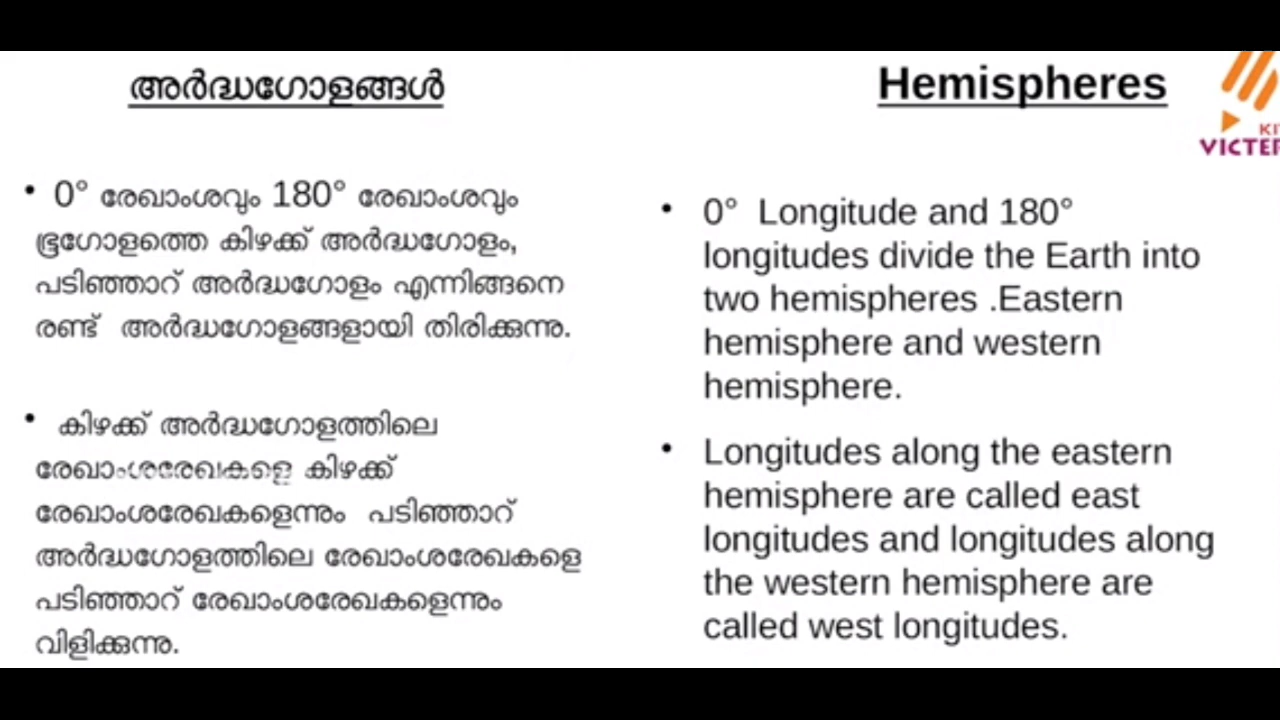 അർദ്ധഗോളങ്ങൾ
• 0° രേഖാംശവും 180° രേഖാംശവും
ഭൂഗോളത്തെ കിഴക്ക് അർദ്ധഗോളം,
പടിഞ്ഞാറ് അർദ്ധഗോളം എന്നിങ്ങനെ
രണ്ട് അർദ്ധഗോളങ്ങളായി തിരിക്കുന്നു.
• കിഴക്ക് അർദ്ധഗോളത്തിലെ
രേഖാംശരേഖകളെ കിഴക്ക്
രേഖാംശരേഖകളെന്നും പടിഞ്ഞാറ്
അർദ്ധഗോളത്തിലെ രേഖാംശരേഖകളെ
പടിഞ്ഞാറ് രേഖാംശരേഖകളെന്നും
വിളിക്കുന്നു.
Hemispheres
• 0° Longitude and 180°
longitudes divide the Earth into
two hemispheres .Eastern
hemisphere and western
hemisphere.
• Longitudes along the eastern
hemisphere are called east
longitudes and longitudes along
the western hemisphere are
called west longitudes.